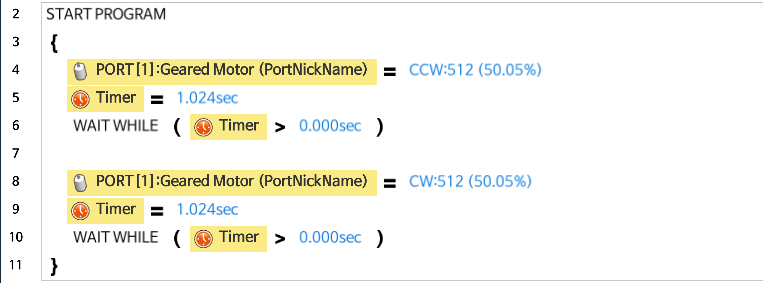 2 START PROGRAM
3 {
4 PORT[1]:Geared Motor (PortNickName) = CCW:512 (50.05%)
5 Timer = 1.024sec
6 WAIT WHILE ( Timer > 0.000sec )
7
8 PORT[1]:Geared Motor (PortNickName) = CW:512 (50.05%)
9 Timer = 1.024sec
10 WAIT WHILE ( Timer > 0.000sec )
11 }